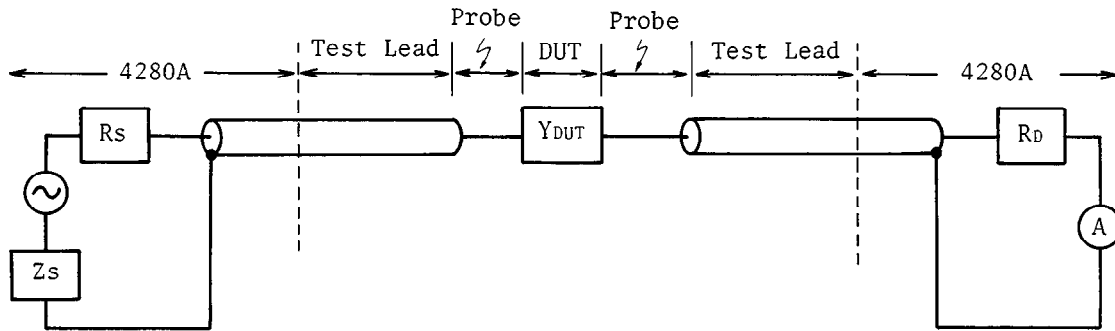 Probe Probe
Test Lead DUT Test Lead
4280A 4280A
Rs YDUT RD
A
Zs